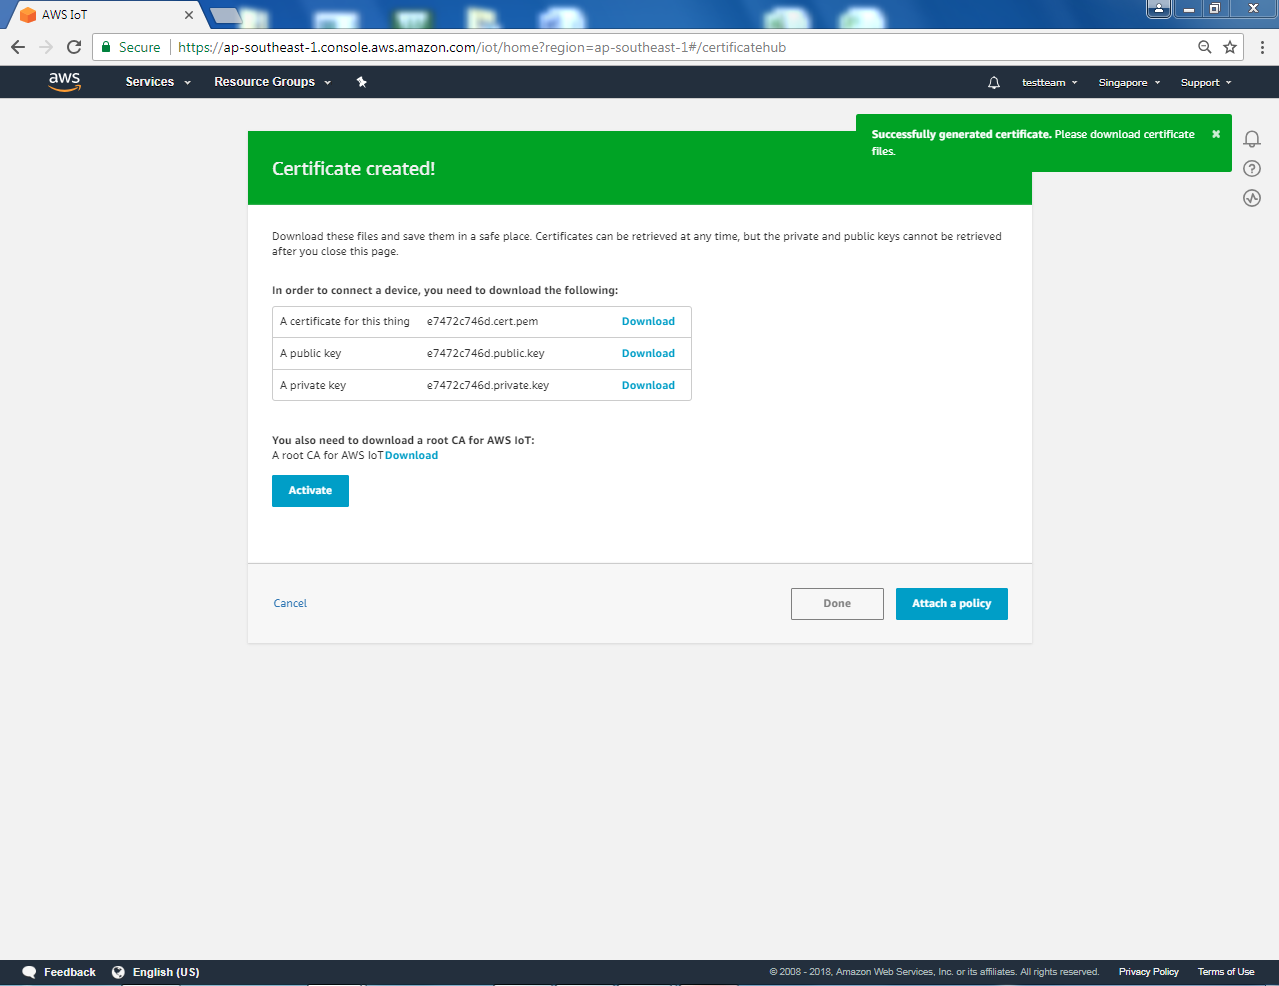 AWS IoT
Secure
https://ap-southeast-1.console.aws.amazon.com/iot/home?region=ap-southeast-1#/certificatehub
aws
Services
Resource Groups
testteam
Singapore
Support
Successfully generated certificate. Please download certificate
files.
Certificate created!
Download these files and save them in a safe place. Certificates can be retrieved at any time, but the private and public keys cannot be retrieved
after you close this page.
In order to connect a device, you need to download the following:
A certificate for this thing e7472c746d.cert.pem Download
A public key e7472c746d.public.key Download
A private key e7472c746d.private.key Download
You also need to download a root CA for AWS IoT:
A root CA for AWS IoT Download
Activate
Cancel
Done
Attach a policy
Feedback
English (US)
© 2008 - 2018, Amazon Web Services, Inc. or its affiliates. All rights reserved.
Privacy Policy
Terms of Use